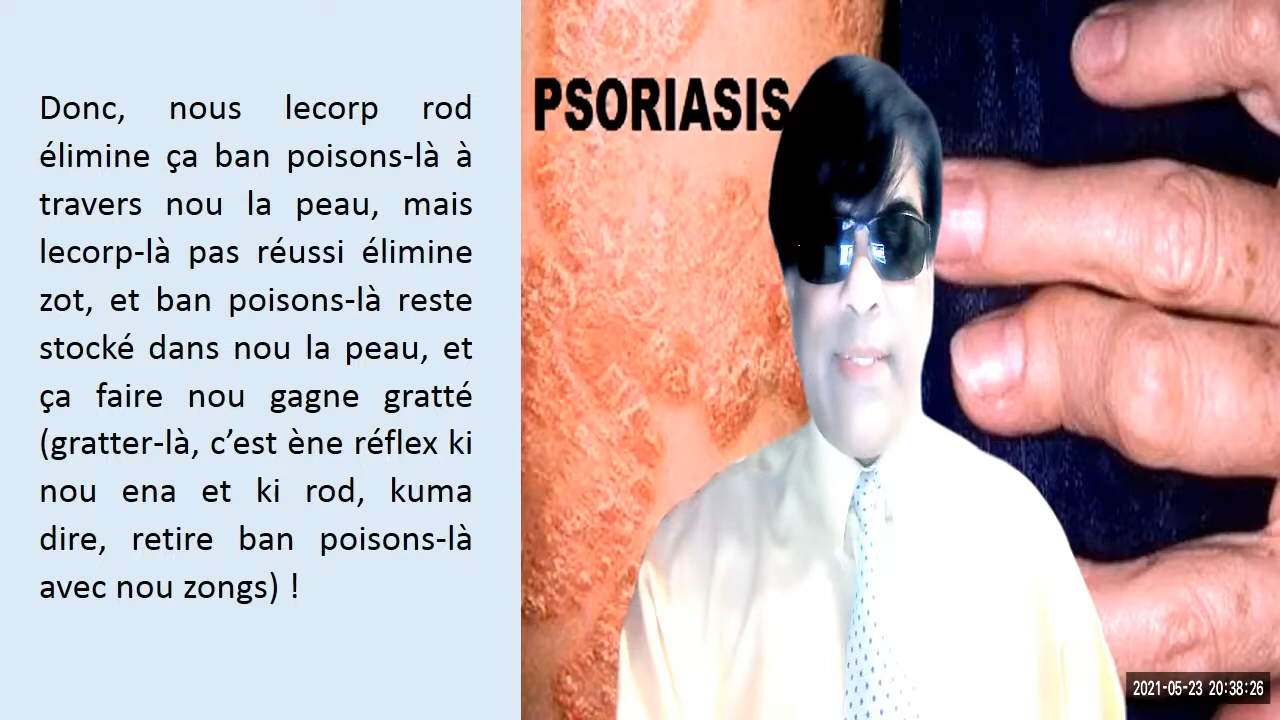 Donc, nous lecorp rod
élimine ça ban poisons-là à
travers nou la peau, mais
lecorp-là pas réussi élimine
zot, et ban poisons-là reste
stocké dans nou la peau, et
ça faire nou gagne gratté
(gratter-là, c’est ène réflex ki
nou ena et ki rod, kuma
dire, retire ban poisons-là
avec nou zongs) !
PSORIASIS
2021-05-23 20:38:26